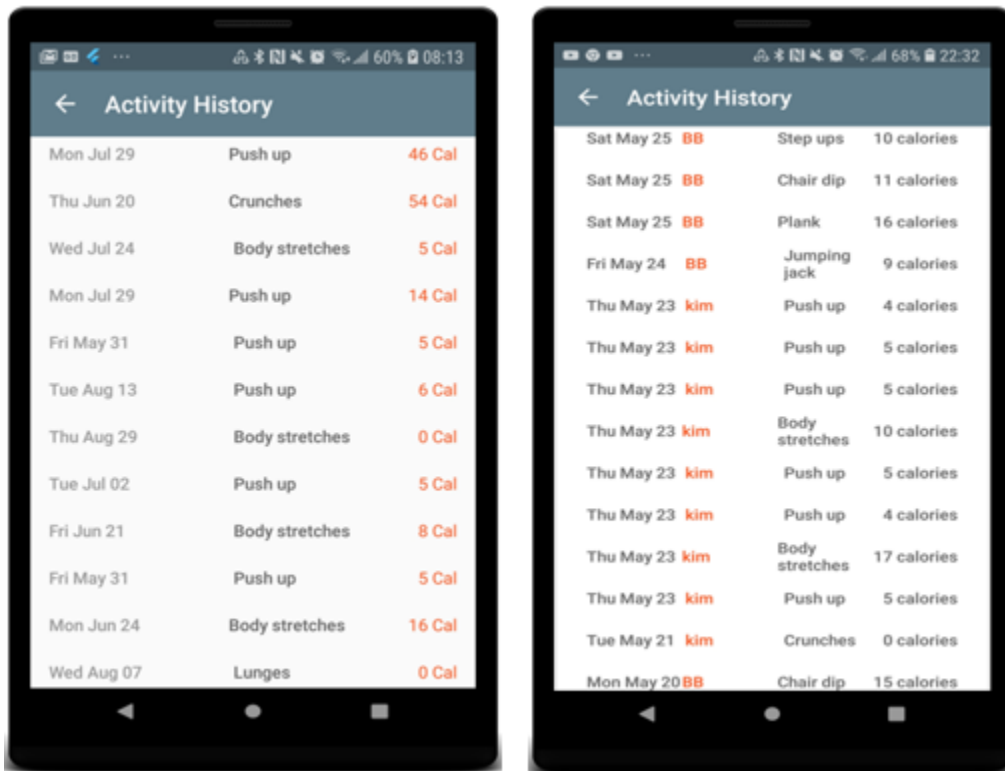 60% 08:13
Activity History
Mon Jul 29 Push up 46 Cal
Thu Jun 20 Crunches 54 Cal
Wed Jul 24 Body stretches 5 Cal
Mon Jul 29 Push up 14 Cal
Fri May 31 Push up 5 Cal
Tue Aug 13 Push up 6 Cal
Thu Aug 29 Body stretches 0 Cal
Tue Jul 02 Push up 5 Cal
Fri Jun 21 Body stretches 8 Cal
Fri May 31 Push up 5 Cal
Mon Jun 24 Body stretches 16 Cal
Wed Aug 07 Lunges 0 Cal
68% 22:32
Activity History
Sat May 25 BB Step ups 10 calories
Sat May 25 BB Chair dip 11 calories
Sat May 25 BB Plank 16 calories
Fri May 24 BB Jumping jack 9 calories
Thu May 23 kim Push up 4 calories
Thu May 23 kim Push up 5 calories
Thu May 23 kim Push up 5 calories
Thu May 23 kim Body stretches 10 calories
Thu May 23 kim Push up 5 calories
Thu May 23 kim Push up 4 calories
Thu May 23 kim Body stretches 17 calories
Thu May 23 kim Push up 5 calories
Tue May 21 kim Crunches 0 calories
Mon May 20 BB Chair dip 15 calories